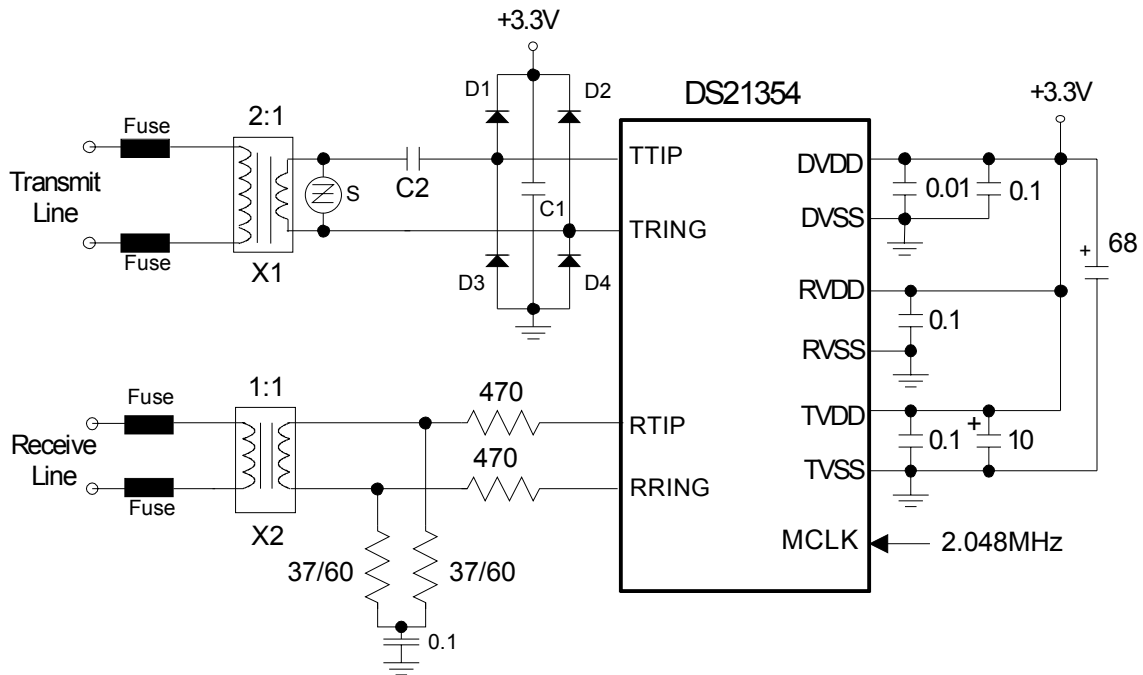 +3.3V
D1
D2
DS21354
+3.3V
2:1
Fuse
TTIP
DVDD
S
C2
0.01
0.1
Transmit
Line
C1
TRING
DVSS
+
68
Fuse
X1
D3
D4
RVDD
0.1
RVSS
1:1
Fuse
470
RTIP
TVDD
Receive
Line
470
0.1
+
10
RRING
TVSS
Fuse
X2
MCLK
2.048MHz
37/60
37/60
0.1